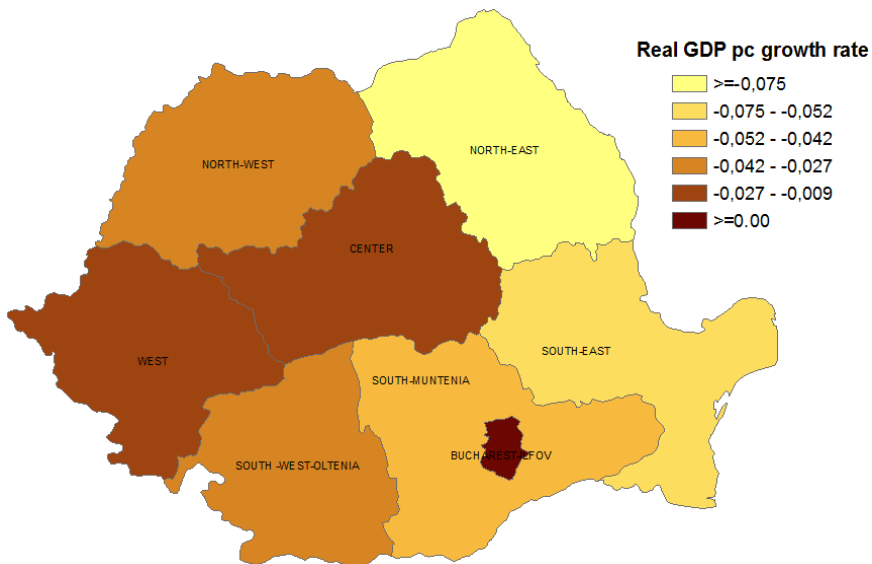 Real GDP pc growth rate
>=-0,075
-0,075 - -0,052
-0,052 - -0,042
-0,042 - -0,027
-0,027 - -0,009
>=0.00
NORTH-WEST
NORTH-EAST
CENTER
WEST
SOUTH-EAST
SOUTH-MUNTENIA
BUCHAREST-ILFOV
SOUTH -WEST-OLTENIA